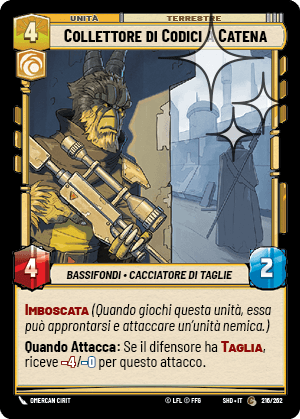 UNITÀ TERRESTRE
4 COLLETTORE DI CODICI CATENA
4 BASSIFONDI • CACCIATORE DI TAGLIE 2
IMBOSCATA (Quando giochi questa unità, essa
può approntarsi e attaccare un'unità nemica.)
Quando Attacca: Se il difensore ha TAGLIA,
riceve -4/-0 per questo attacco.
OMERCAN CIRIT © LFL © FFG SHD • IT 216/262